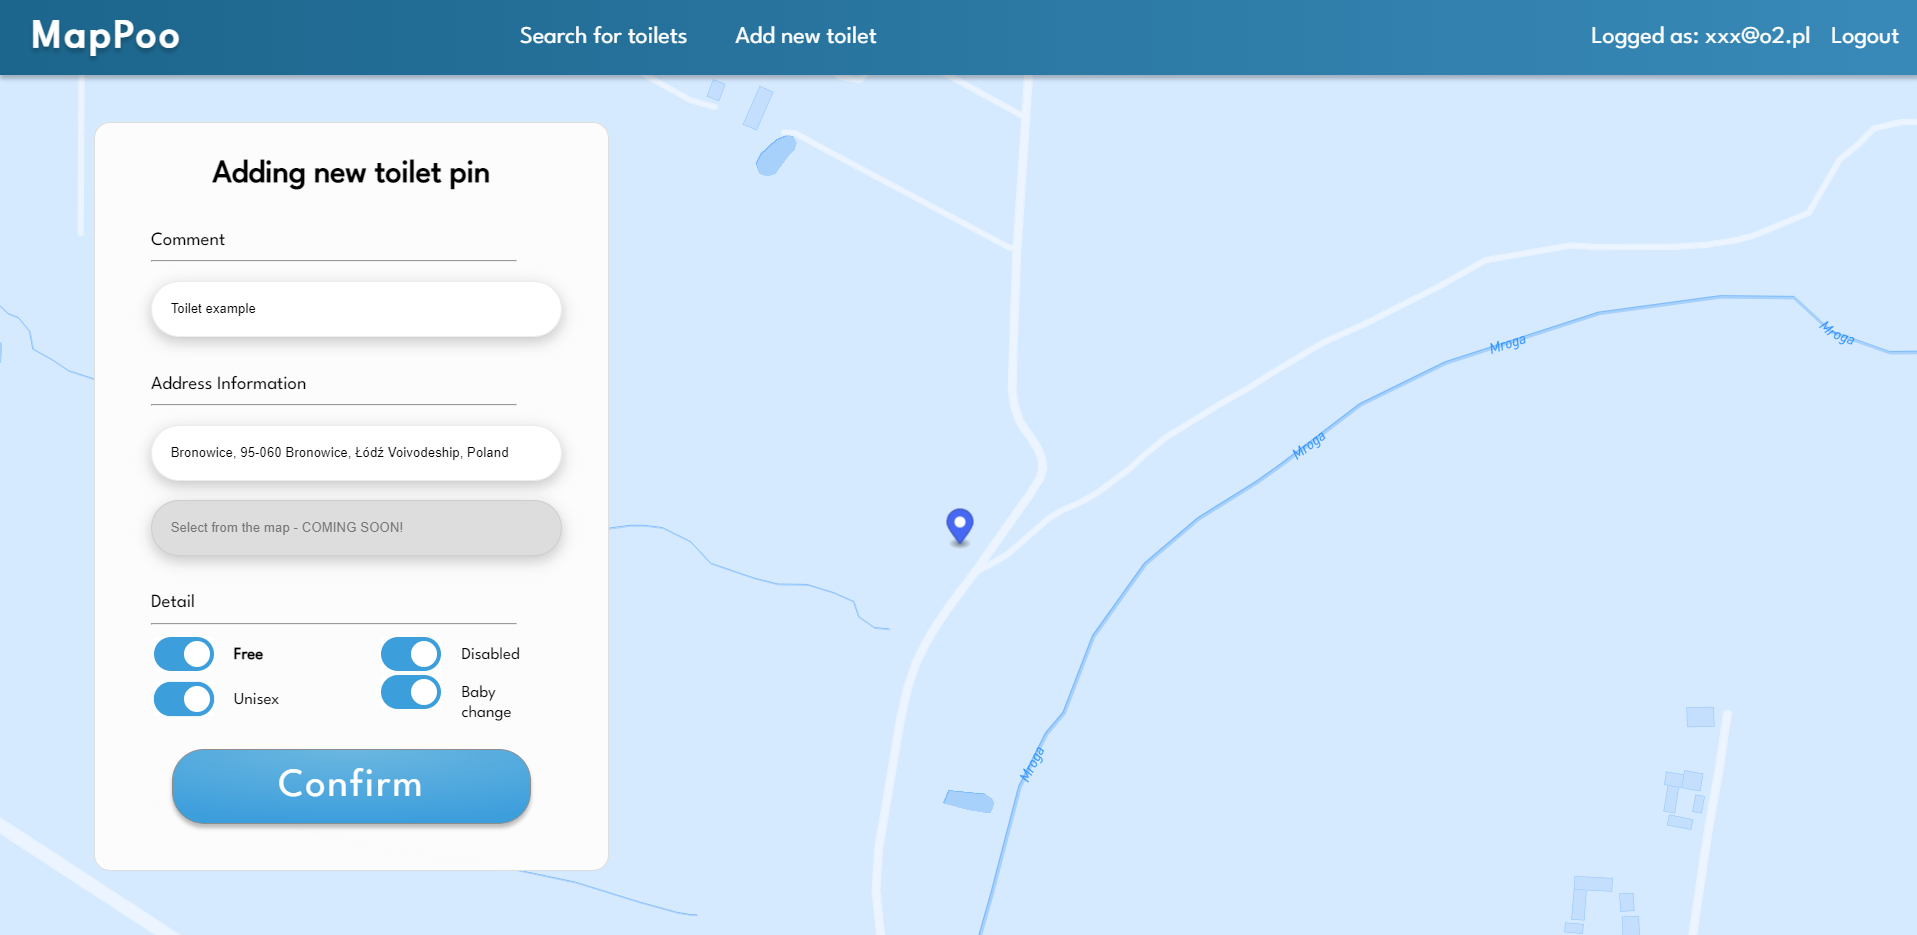 MapPoo
Search for toilets
Add new toilet
Logged as: xxx@o2.pl
Logout
Adding new toilet pin
Comment
Toilet example
Address Information
Bronowice, 95-060 Bronowice, Łódź Voivodeship, Poland
Select from the map - COMING SOON!
Detail
Free
Disabled
Unisex
Baby
change
Confirm
Mroga
Mroga
Mroga
Mroga